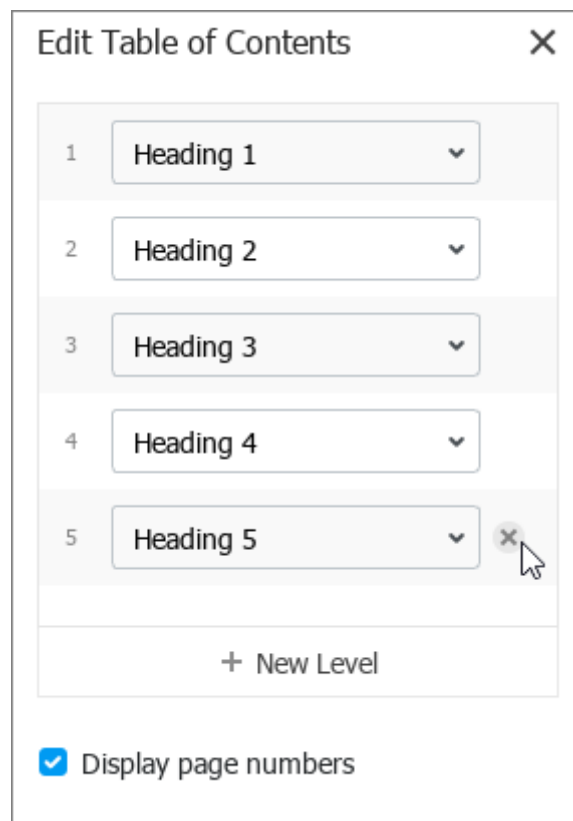 Edit Table of Contents
1 Heading 1
2 Heading 2
3 Heading 3
4 Heading 4
5 Heading 5
+ New Level
Display page numbers